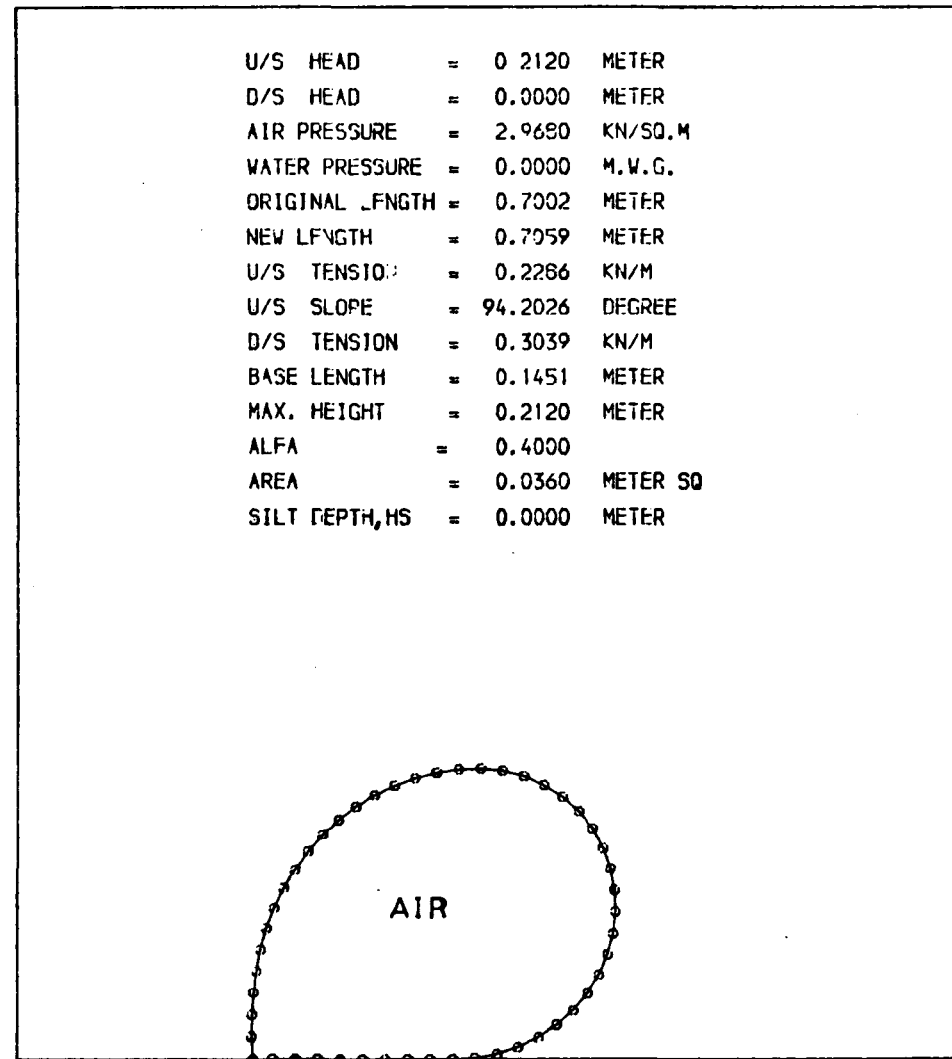 U/S HEAD = 0 2120 METER
D/S HEAD = 0.0000 METER
AIR PRESSURE = 2.9680 KN/SQ.M
WATER PRESSURE = 0.0000 M.W.G.
ORIGINAL LENGTH = 0.7002 METER
NEW LENGTH = 0.7059 METER
U/S TENSION = 0.2286 KN/M
U/S SLOPE = 94.2026 DEGREE
D/S TENSION = 0.3039 KN/M
BASE LENGTH = 0.1451 METER
MAX. HEIGHT = 0.2120 METER
ALFA = 0.4000
AREA = 0.0360 METER SQ
SILT DEPTH,HS = 0.0000 METER
AIR